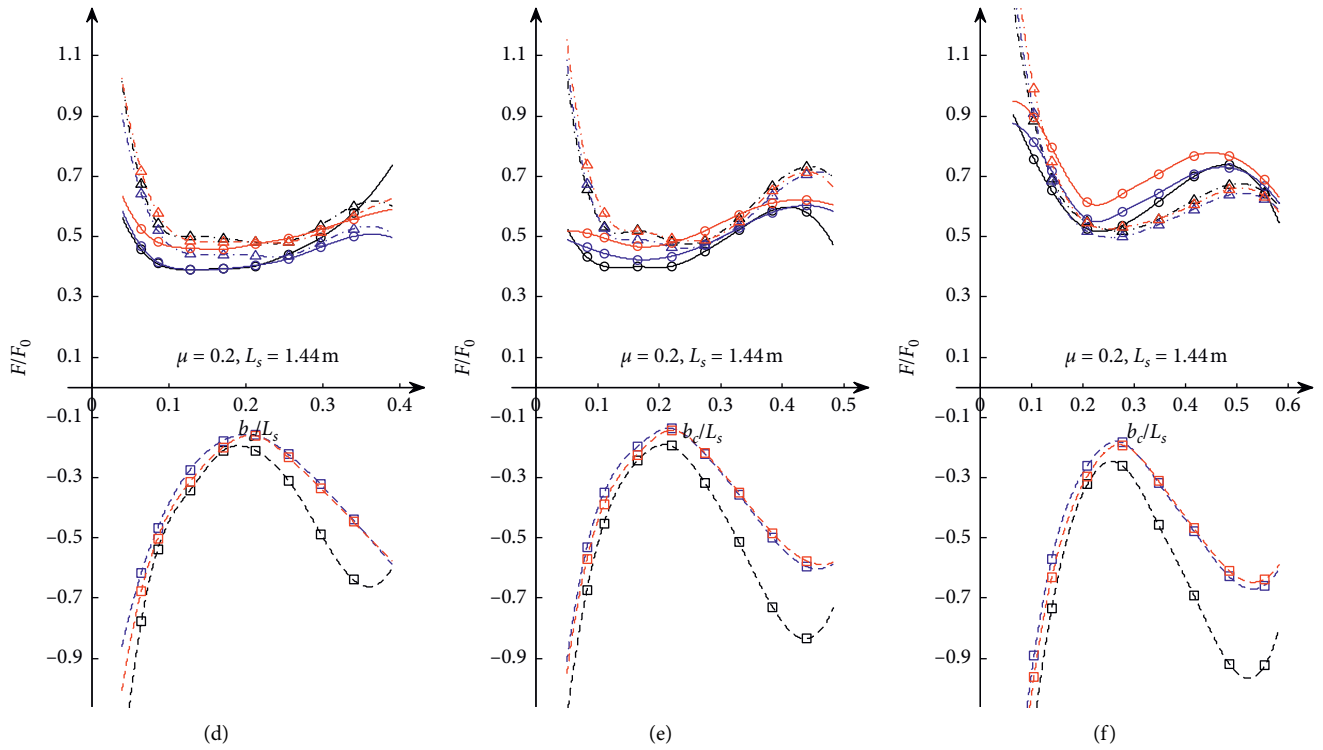 1.1
0.9
0.7
0.5
0.3
0.1
−0.1
−0.3
−0.5
−0.7
−0.9
F/F0
μ = 0.2, Ls = 1.44 m
0 0.1 0.2 0.3 0.4
bc/Ls
(d)
1.1
0.9
0.7
0.5
0.3
0.1
−0.1
−0.3
−0.5
−0.7
−0.9
F/F0
μ = 0.2, Ls = 1.44 m
0 0.1 0.2 0.3 0.4 0.5
bc/Ls
(e)
1.1
0.9
0.7
0.5
0.3
0.1
−0.1
−0.3
−0.5
−0.7
−0.9
F/F0
μ = 0.2, Ls = 1.44 m
0 0.1 0.2 0.3 0.4 0.5 0.6
bc/Ls
(f)